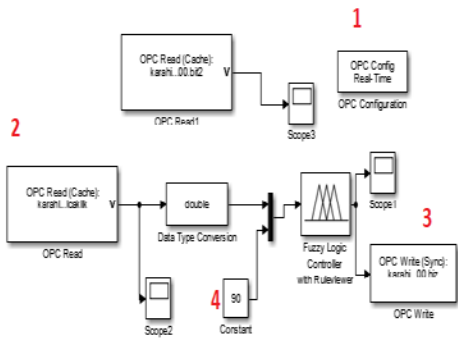 1
OPC Read (Cache):
karahi...00.bit2
V
OPC Read1
Scope3
OPC Config
Real-Time
OPC Configuration
2
OPC Read (Cache):
karahi...icaklik
V
OPC Read
double
Data Type Conversion
Scope2
4
90
Constant
Fuzzy Logic
Controller
with Ruleviewer
Scope1
3
OPC Write (Sync):
OPC Write